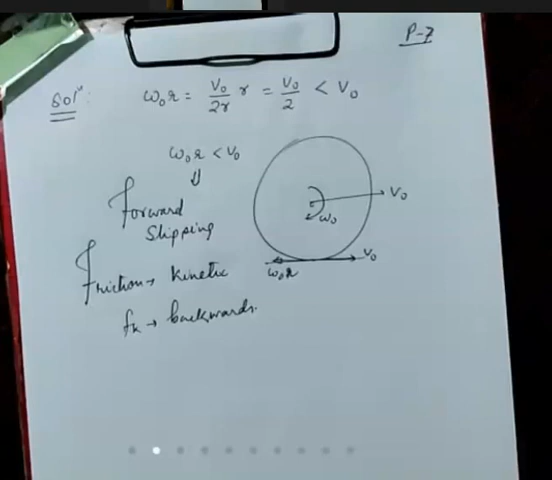 P-7
Solⁿ: ω₀r = V₀/2r r = V₀/2 < V₀
ω₀r < V₀
⇓
Forward
Slipping
V₀
ω₀
V₀
ω₀r
Friction → Kinetic
fₖ → backwards.